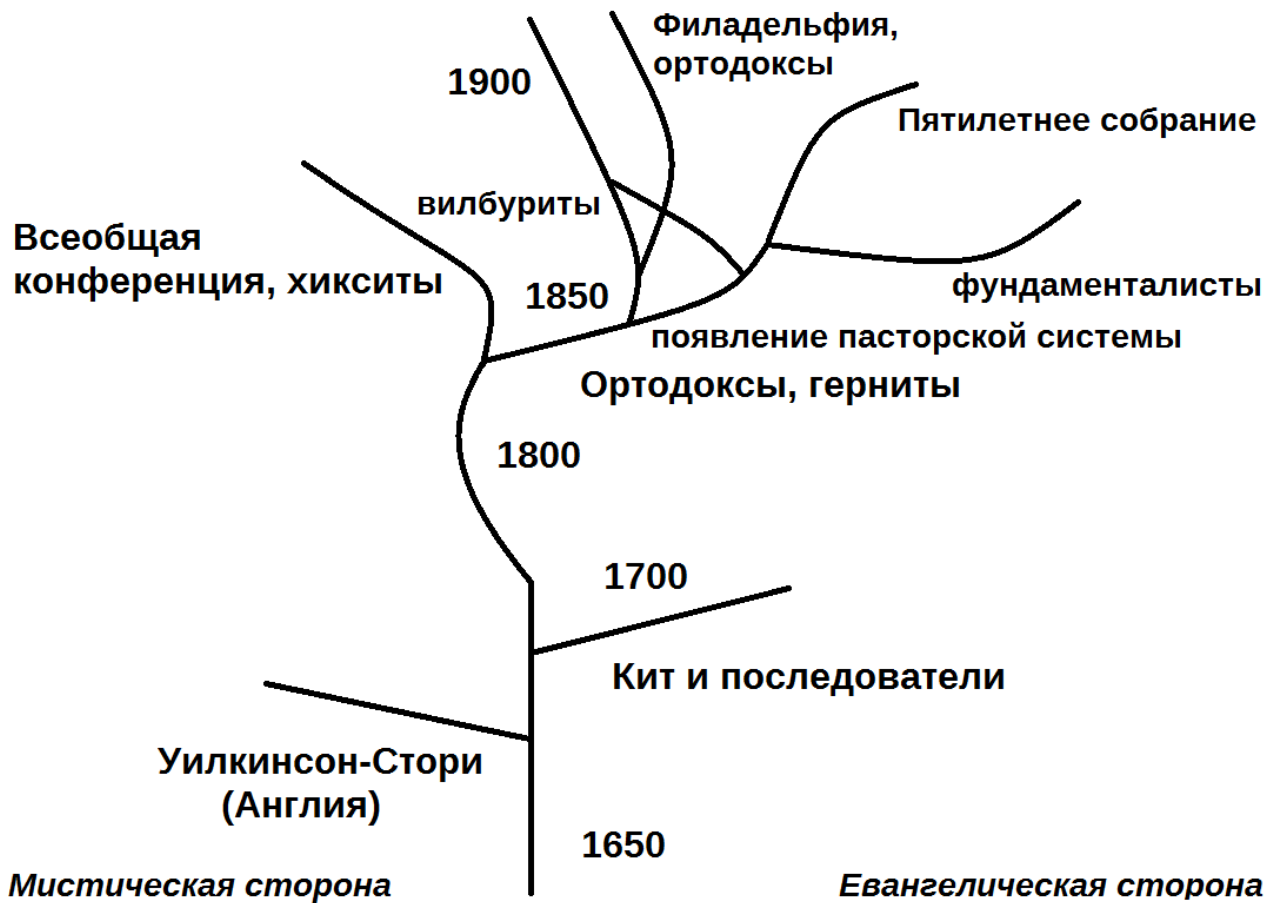 Филадельфия,
ортодоксы
1900
Пятилетнее собрание
вилбуриты
Всеобщая
конференция, хикситы
фундаменталисты
1850
появление пасторской системы
Ортодоксы, герниты
1800
1700
Кит и последователи
Уилкинсон-Стори
(Англия)
1650
Мистическая сторона
Евангелическая сторона